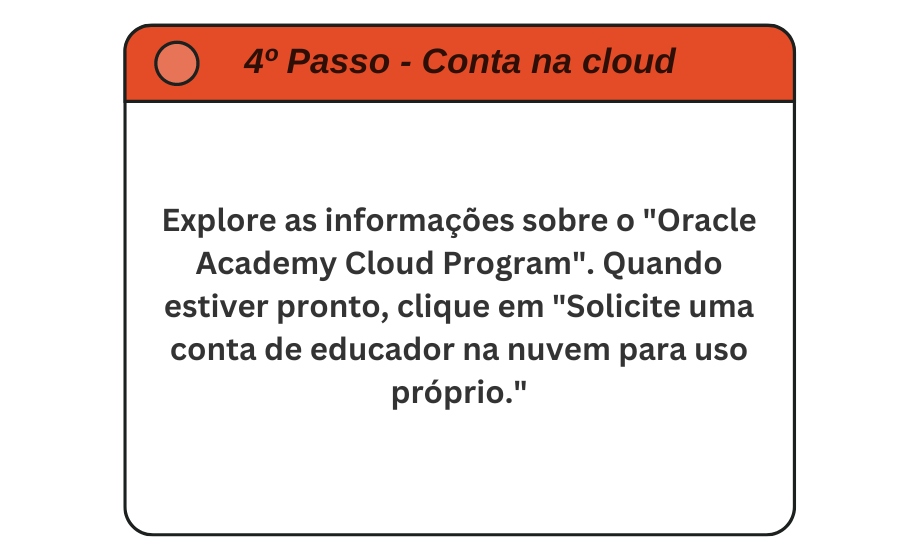 4º Passo - Conta na cloud
Explore as informações sobre o "Oracle
Academy Cloud Program". Quando
estiver pronto, clique em "Solicite uma
conta de educador na nuvem para uso
próprio."